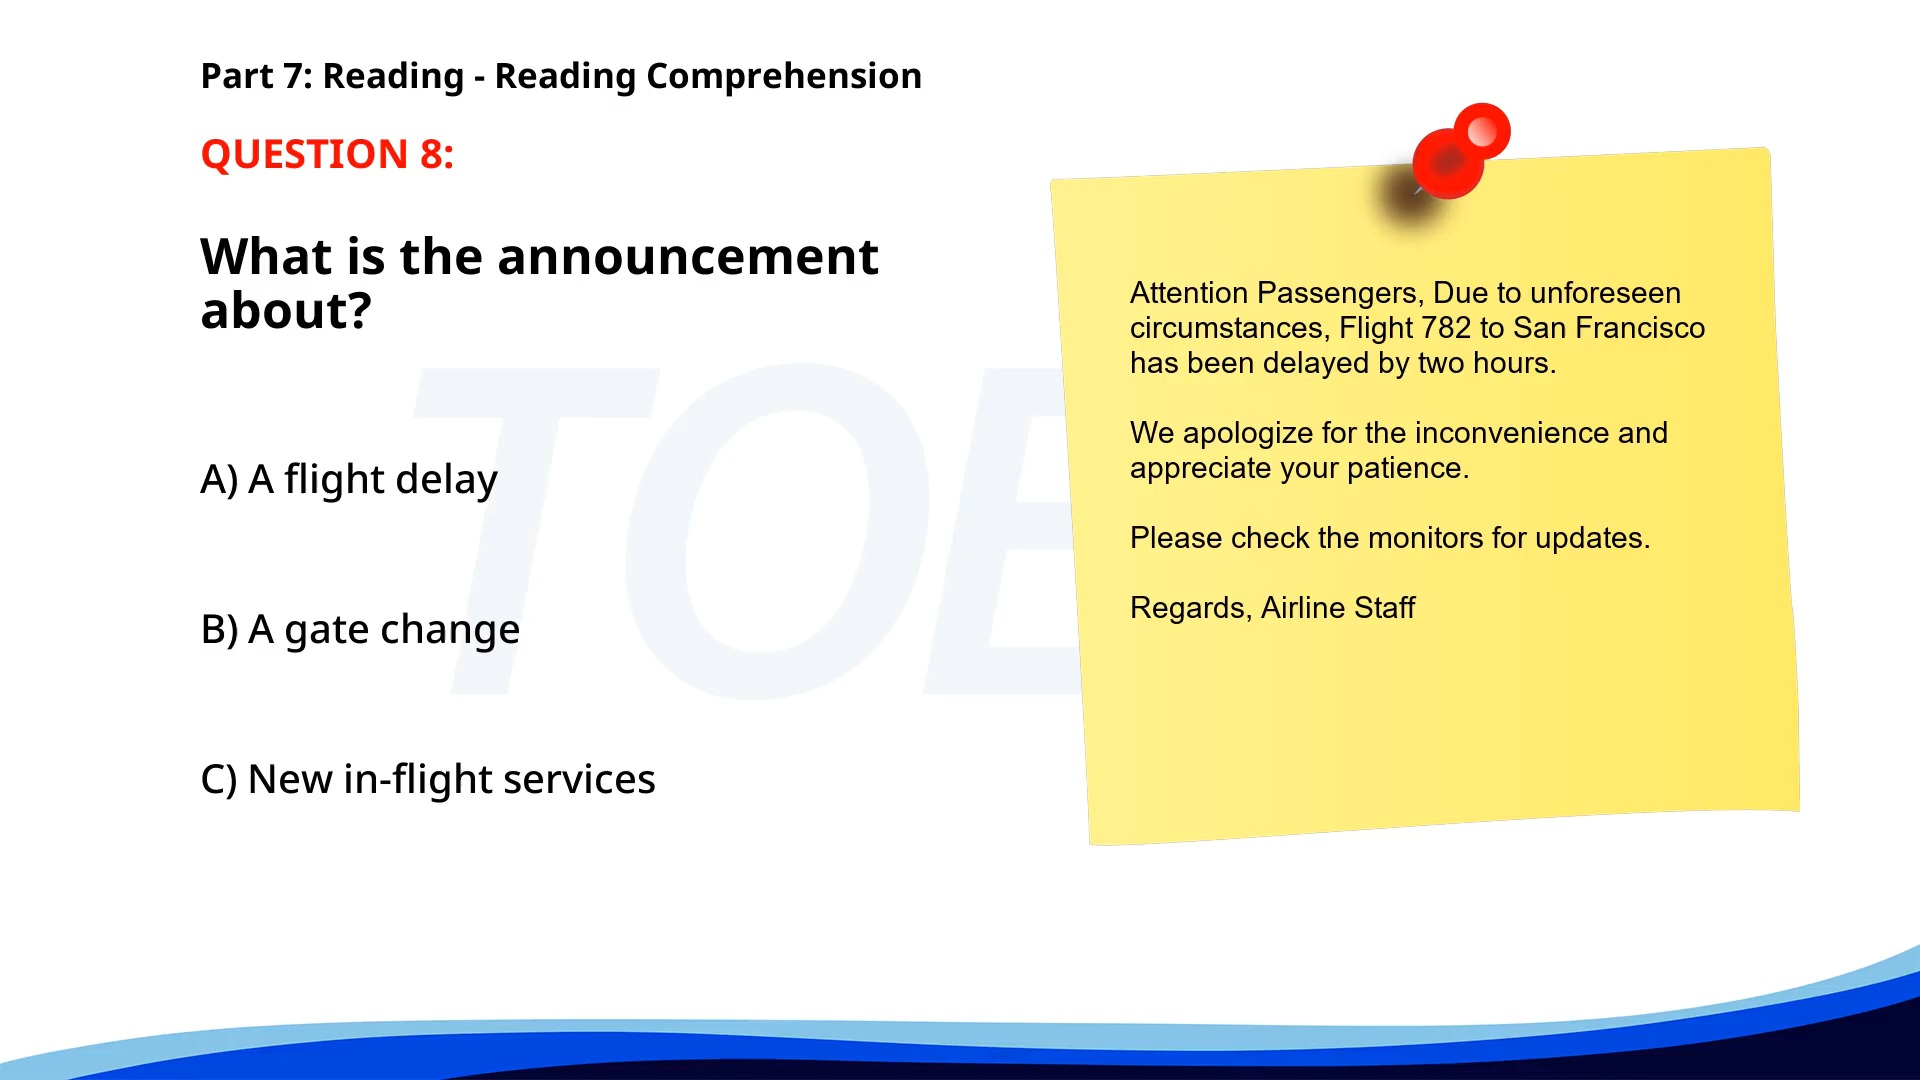 Part 7: Reading - Reading Comprehension
QUESTION 8:
What is the announcement
about?
A) A flight delay
B) A gate change
C) New in-flight services
Attention Passengers, Due to unforeseen
circumstances, Flight 782 to San Francisco
has been delayed by two hours.
We apologize for the inconvenience and
appreciate your patience.
Please check the monitors for updates.
Regards, Airline Staff